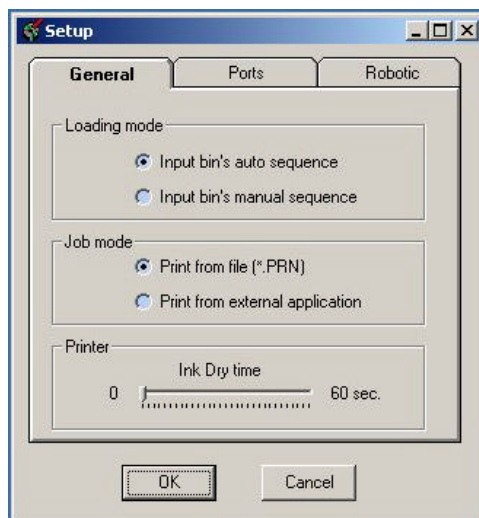 Setup
General Ports Robotic
Loading mode
Input bin's auto sequence
Input bin's manual sequence
Job mode
Print from file (*.PRN)
Print from external application
Printer
Ink Dry time
0 60 sec.
OK Cancel